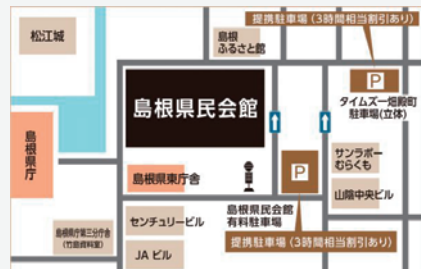 提携駐車場(3時間相当割引あり)
松江城
島根
ふるさと館
P
タイムズ一畑殿町
駐車場(立体)
島根県民会館
島根県庁
サンラポー
むらくも
島根県東庁舎
P
山陰中央ビル
島根県民会館
有料駐車場
センチュリービル
提携駐車場(3時間相当割引あり)
島根県庁第三分庁舎
(竹島資料室)
JAビル